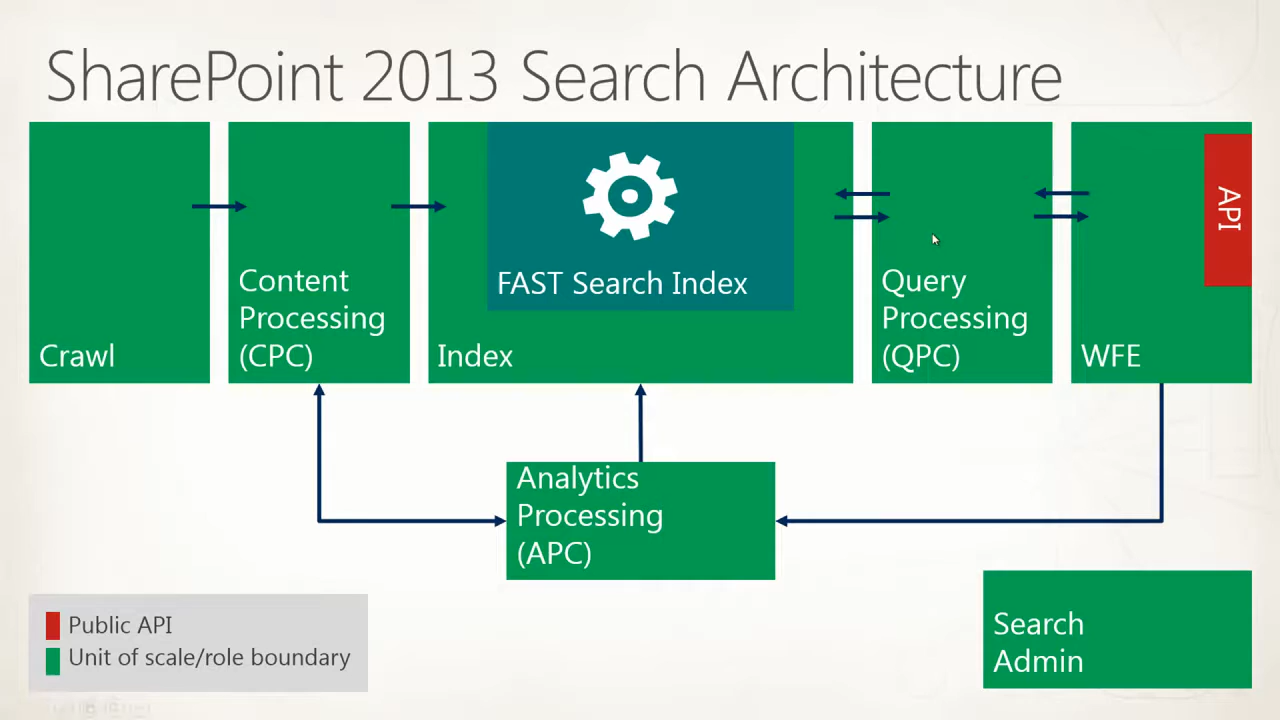 SharePoint 2013 Search Architecture
API
FAST Search Index
Crawl
Content
Processing
(CPC)
Index
Query
Processing
(QPC)
WFE
Analytics
Processing
(APC)
Public API
Unit of scale/role boundary
Search
Admin